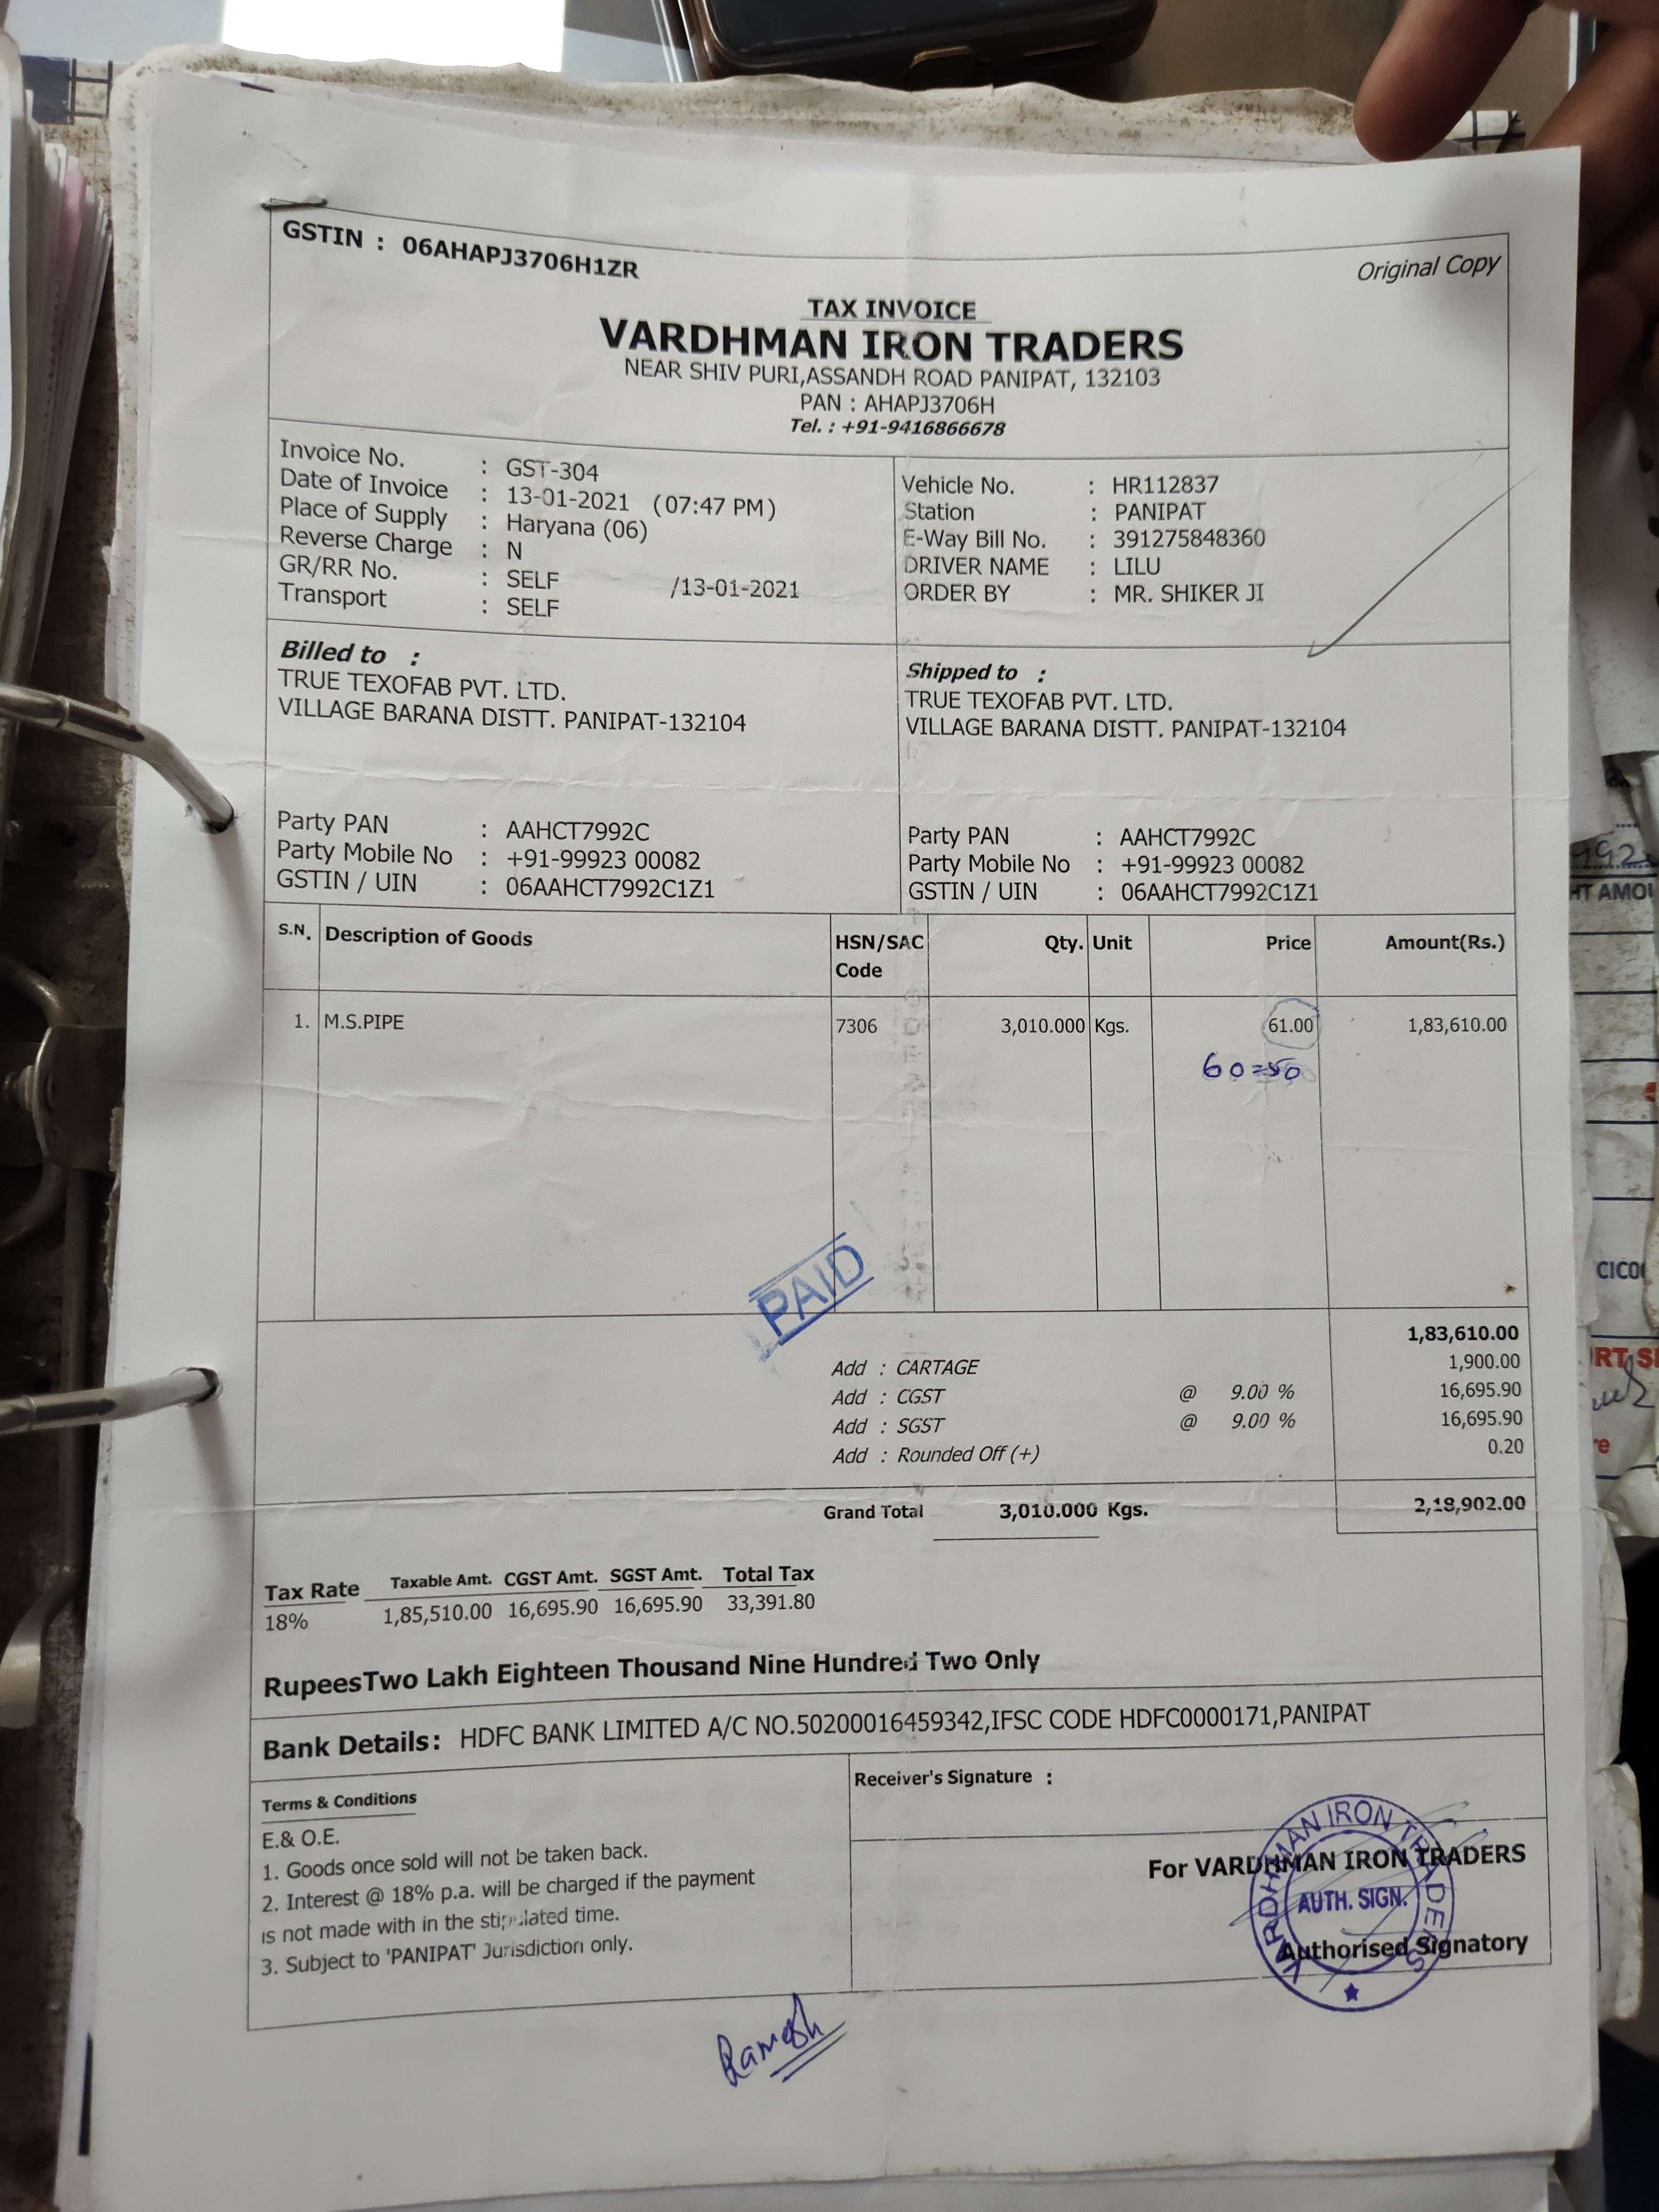 GSTIN : 06AHAPJ3706H1ZR
Original Copy
TAX INVOICE
VARDHMAN IRON TRADERS
NEAR SHIV PURI,ASSANDH ROAD PANIPAT, 132103
PAN : AHAPJ3706H
Tel. : +91-9416866678
Invoice No. : GST-304
Date of Invoice : 13-01-2021 (07:47 PM)
Place of Supply : Haryana (06)
Reverse Charge : N
GR/RR No. : SELF /13-01-2021
Transport : SELF
Vehicle No. : HR112837
Station : PANIPAT
E-Way Bill No. : 391275848360
DRIVER NAME : LILU
ORDER BY : MR. SHIKER JI
Billed to :
TRUE TEXOFAB PVT. LTD.
VILLAGE BARANA DISTT. PANIPAT-132104
Party PAN : AAHCT7992C
Party Mobile No : +91-99923 00082
GSTIN / UIN : 06AAHCT7992C1Z1
Shipped to :
TRUE TEXOFAB PVT. LTD.
VILLAGE BARANA DISTT. PANIPAT-132104
Party PAN : AAHCT7992C
Party Mobile No : +91-99923 00082
GSTIN / UIN : 06AAHCT7992C1Z1
S.N. Description of Goods HSN/SAC Code Qty. Unit Price Amount(Rs.)
1. M.S.PIPE 7306 3,010.000 Kgs. 61.00 1,83,610.00
60=50
PAID
1,83,610.00
Add : CARTAGE 1,900.00
Add : CGST @ 9.00 % 16,695.90
Add : SGST @ 9.00 % 16,695.90
Add : Rounded Off (+) 0.20
Grand Total 3,010.000 Kgs. 2,18,902.00
Tax Rate Taxable Amt. CGST Amt. SGST Amt. Total Tax
18% 1,85,510.00 16,695.90 16,695.90 33,391.80
RupeesTwo Lakh Eighteen Thousand Nine Hundred Two Only
Bank Details: HDFC BANK LIMITED A/C NO.50200016459342,IFSC CODE HDFC0000171,PANIPAT
Terms & Conditions
E.& O.E.
1. Goods once sold will not be taken back.
2. Interest @ 18% p.a. will be charged if the payment
is not made with in the stipulated time.
3. Subject to 'PANIPAT' Jurisdiction only.
Receiver's Signature :
For VARDHMAN IRON TRADERS
VARDHMAN IRON TRADERS
AUTH. SIGN.
Authorised Signatory
Ramesh
HT AMOU
CICO